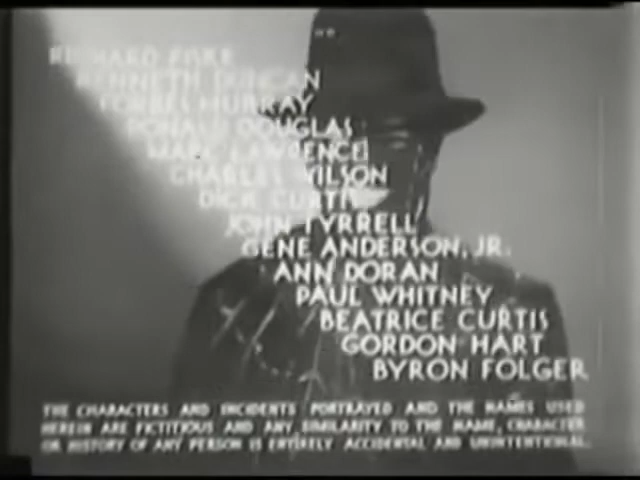 RICHARD FISKE
KENNETH DUNCAN
FORBES MURRAY
RONALD DOUGLAS
MARC LAWRENCE
CHARLES WILSON
DICK CURTIS
JOHN TYRRELL
GENE ANDERSON, JR.
ANN DORAN
PAUL WHITNEY
BEATRICE CURTIS
GORDON HART
BYRON FOLGER
THE CHARACTERS AND INCIDENTS PORTRAYED AND THE NAMES USED
HEREIN ARE FICTITIOUS AND ANY SIMILARITY TO THE NAME, CHARACTER
OR HISTORY OF ANY PERSON IS ENTIRELY ACCIDENTAL AND UNINTENTIONAL.